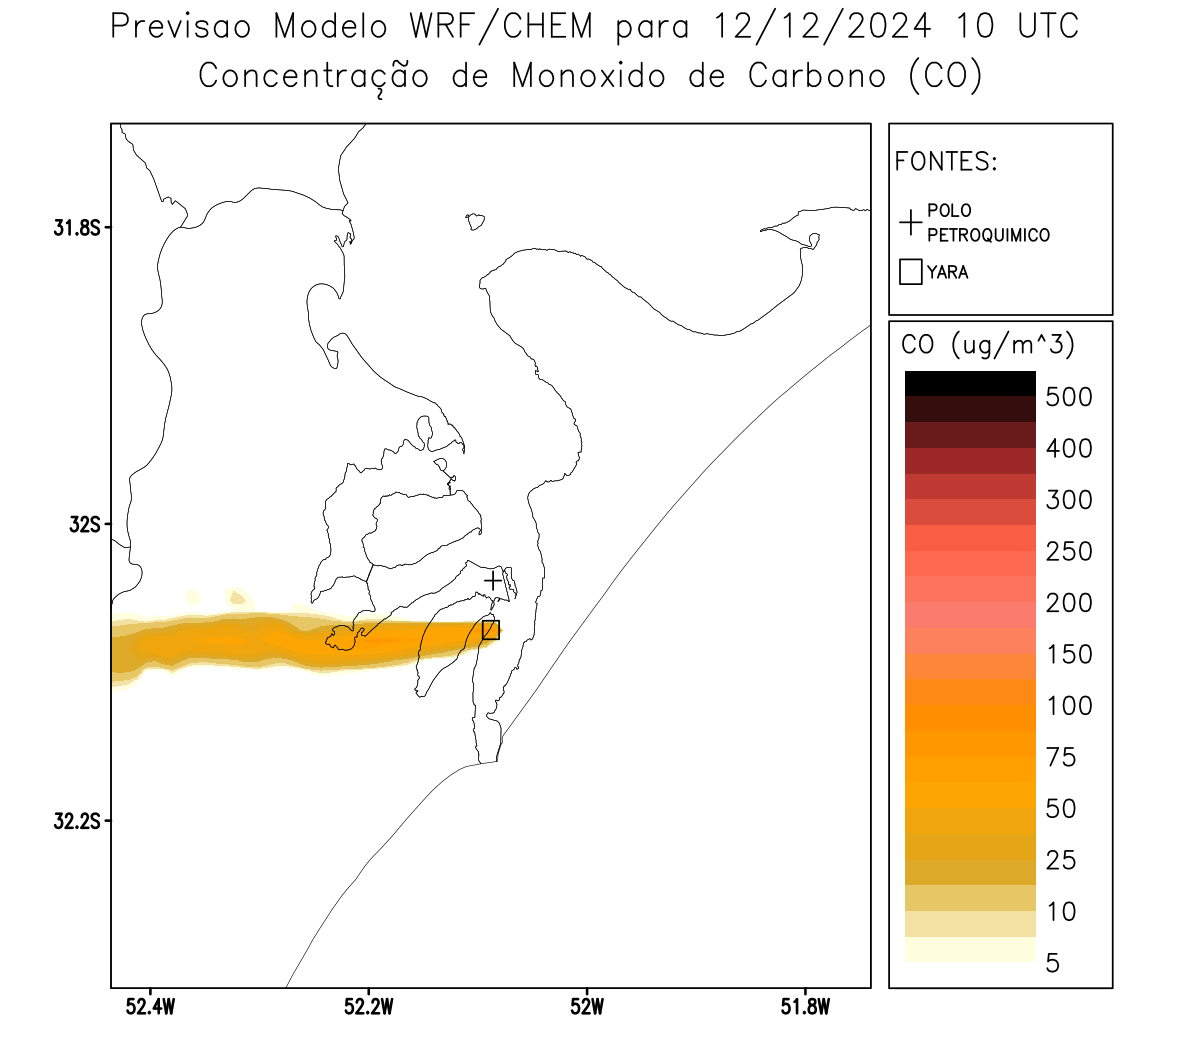 Previsao Modelo WRF/CHEM para 12/12/2024 10 UTC
Concentração de Monoxido de Carbono (CO)
FONTES:
POLO
PETROQUIMICO
YARA
CO (ug/m^3)
500
400
300
250
200
150
100
75
50
25
10
5
31.8S
32S
32.2S
52.4W
52.2W
52W
51.8W